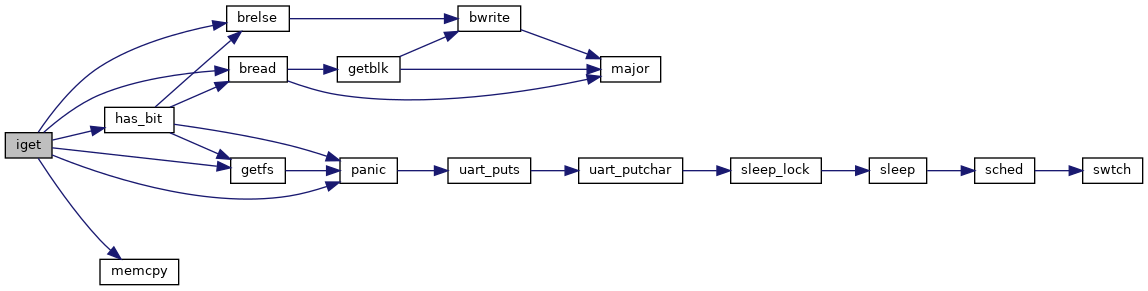 brelse
bwrite
bread
getblk
major
has_bit
iget
getfs
panic
uart_puts
uart_putchar
sleep_lock
sleep
sched
swtch
memcpy